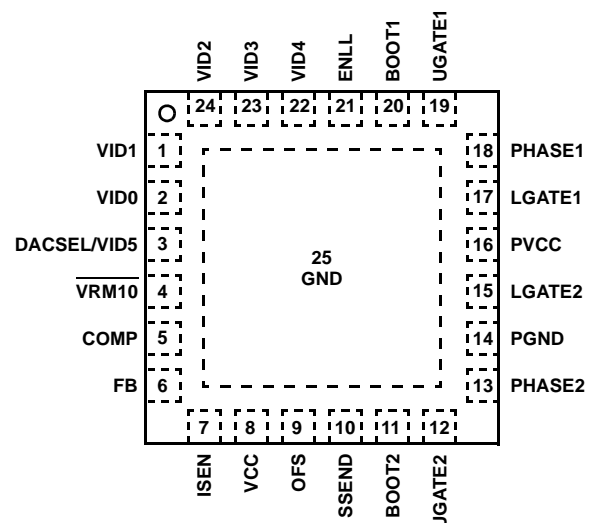 VID2 VID3 VID4 ENLL BOOT1 UGATE1
24 23 22 21 20 19
VID1 1 18 PHASE1
VID0 2 17 LGATE1
DACSEL/VID5 3 16 PVCC
25
GND
VRM10 4 15 LGATE2
COMP 5 14 PGND
FB 6 13 PHASE2
7 8 9 10 11 12
ISEN VCC OFS SSEND BOOT2 UGATE2